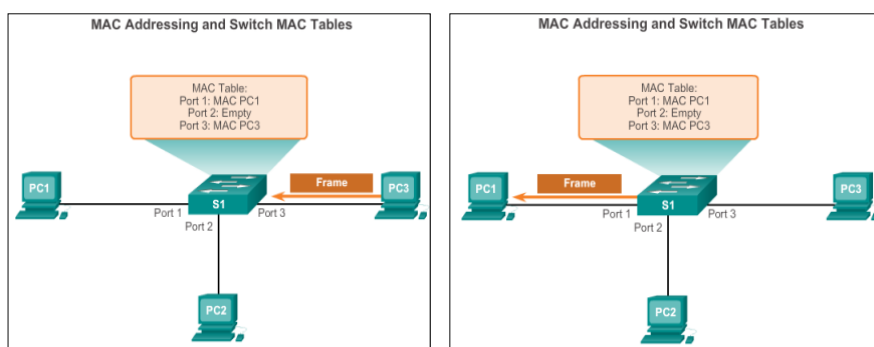 MAC Addressing and Switch MAC Tables
MAC Table:
Port 1: MAC PC1
Port 2: Empty
Port 3: MAC PC3
PC1
Frame
PC3
S1
Port 1
Port 3
Port 2
PC2
MAC Addressing and Switch MAC Tables
MAC Table:
Port 1: MAC PC1
Port 2: Empty
Port 3: MAC PC3
PC1
Frame
PC3
S1
Port 1
Port 3
Port 2
PC2